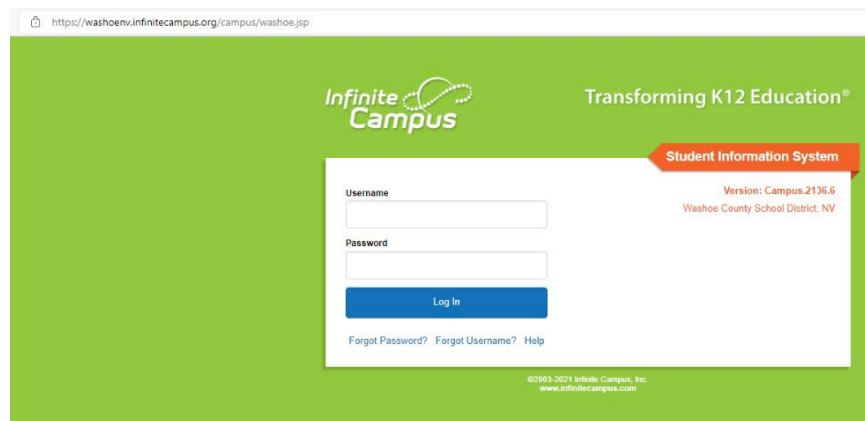 https://washoenv.infinitecampus.org/campus/washoe.jsp
Infinite
Campus
Transforming K12 Education®
Student Information System
Username
Version: Campus.2136.6
Washoe County School District, NV
Password
Log In
Forgot Password? Forgot Username? Help
©2003-2021 Infinite Campus, Inc.
www.infinitecampus.com